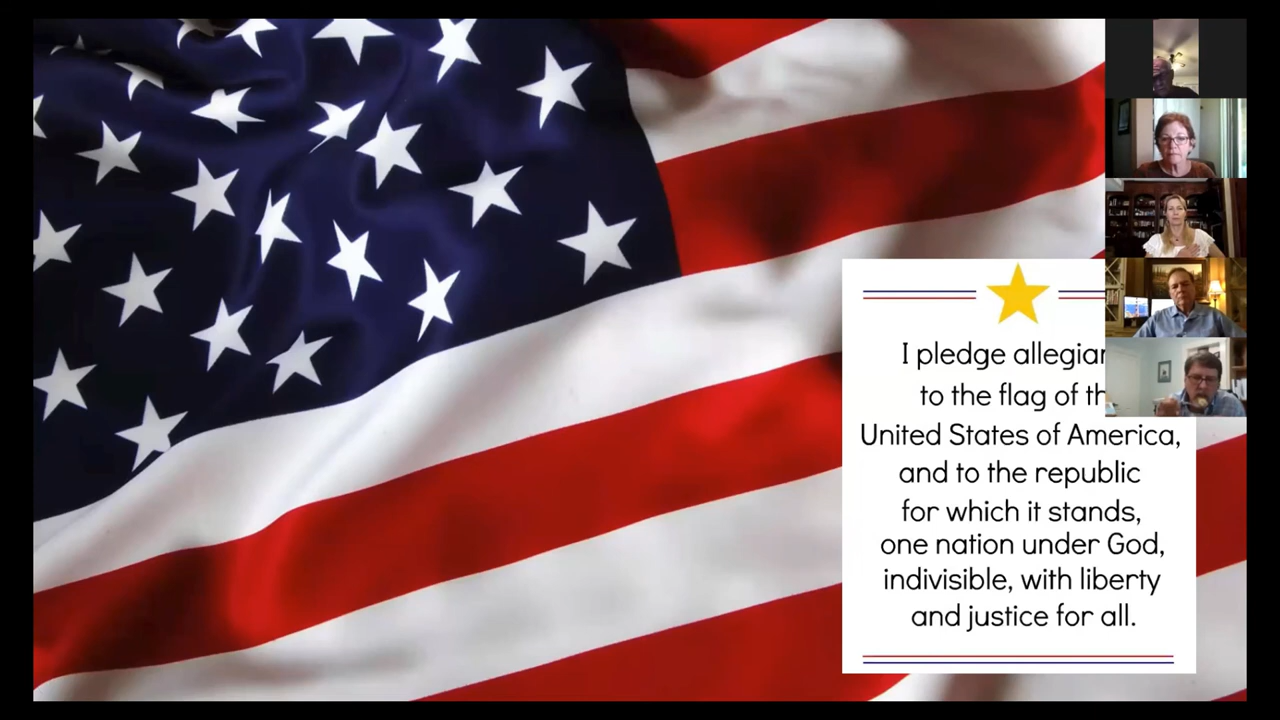 I pledge allegian
to the flag of th
United States of America,
and to the republic
for which it stands,
one nation under God,
indivisible, with liberty
and justice for all.